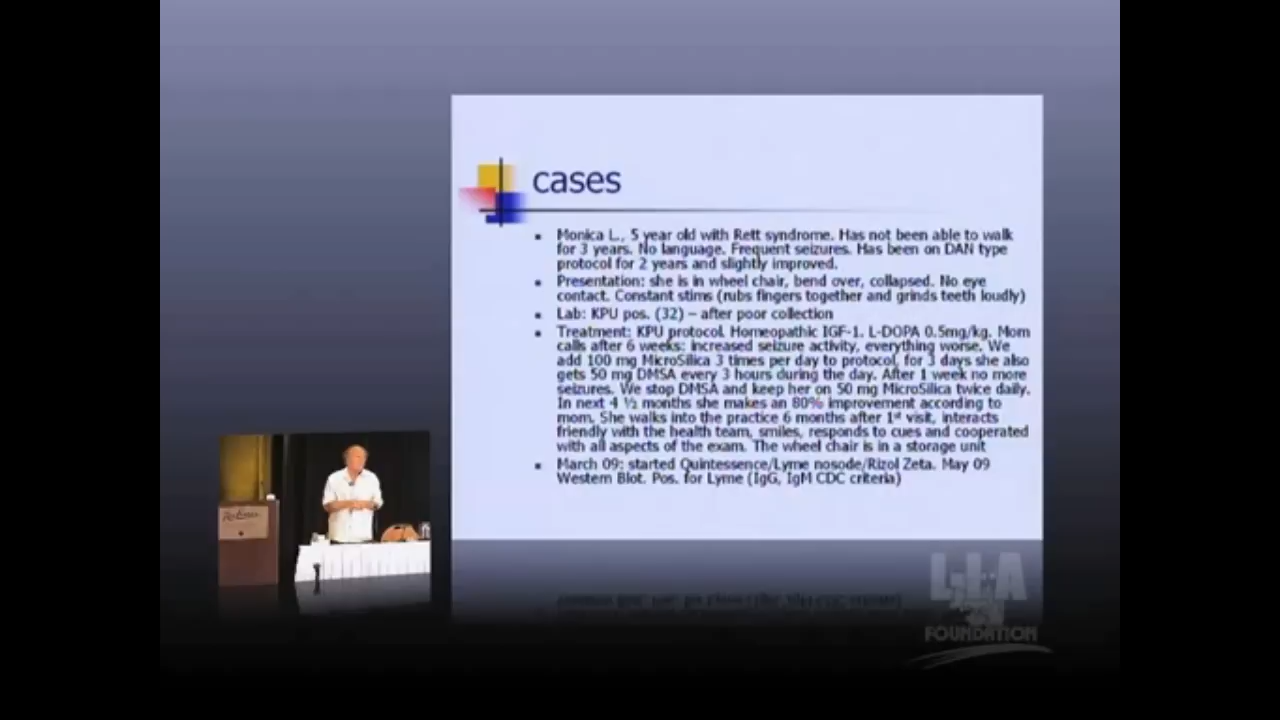 cases
Monica L., 5 year old with Rett syndrome. Has not been able to walk
for 3 years. No language. Frequent seizures. Has been on DAN type
protocol for 2 years and slightly improved.
Presentation: she is in wheel chair, bend over, collapsed. No eye
contact. Constant stims (rubs fingers together and grinds teeth loudly)
Lab: KPU pos. (32) – after poor collection
Treatment: KPU protocol. Homeopathic IGF-1. L-DOPA 0.5mg/kg. Mom
calls after 6 weeks: increased seizure activity, everything worse. We
add 100 mg MicroSilica 3 times per day to protocol, for 3 days she also
gets 50 mg DMSA every 3 hours during the day. After 1 week no more
seizures. We stop DMSA and keep her on 50 mg MicroSilica twice daily.
In next 4 ½ months she makes an 80% improvement according to
mom. She walks into the practice 6 months after 1st visit, interacts
friendly with the health team, smiles, responds to cues and cooperated
with all aspects of the exam. The wheel chair is in a storage unit
March 09: started Quintessence/Lyme nosode/Rizol Zeta. May 09
Western Blot. Pos. for Lyme (IgG, IgM CDC criteria)
L·I·A
FOUNDATION